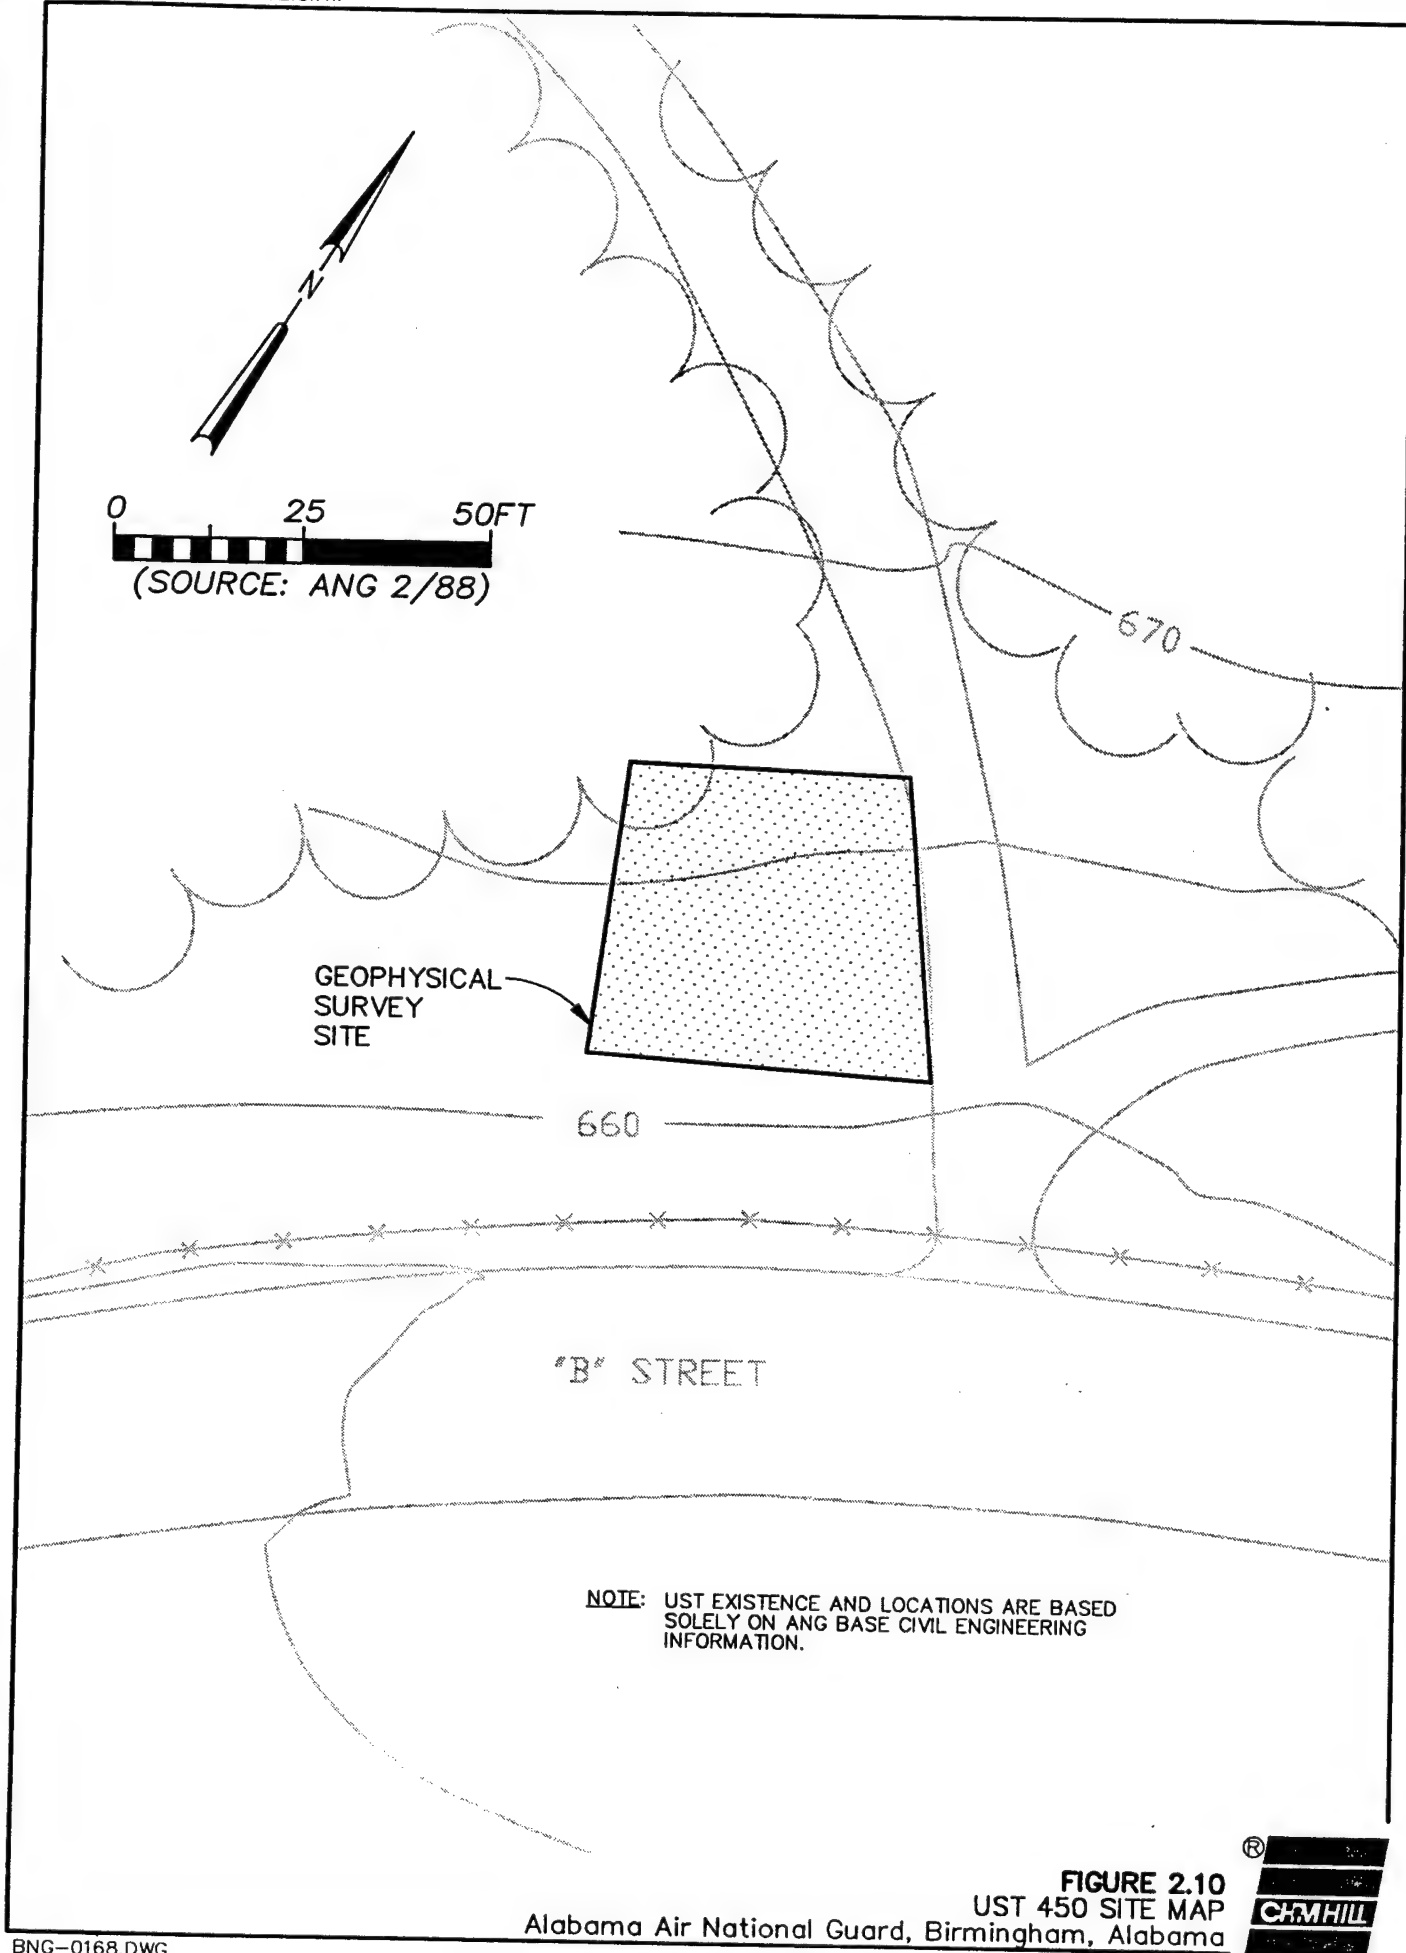 N
0 25 50FT
(SOURCE: ANG 2/88)
670
GEOPHYSICAL
SURVEY
SITE
660
"B" STREET
NOTE: UST EXISTENCE AND LOCATIONS ARE BASED
SOLELY ON ANG BASE CIVIL ENGINEERING
INFORMATION.
®
FIGURE 2.10
UST 450 SITE MAP
CH2MHILL
Alabama Air National Guard, Birmingham, Alabama
BNG-0168.DWG